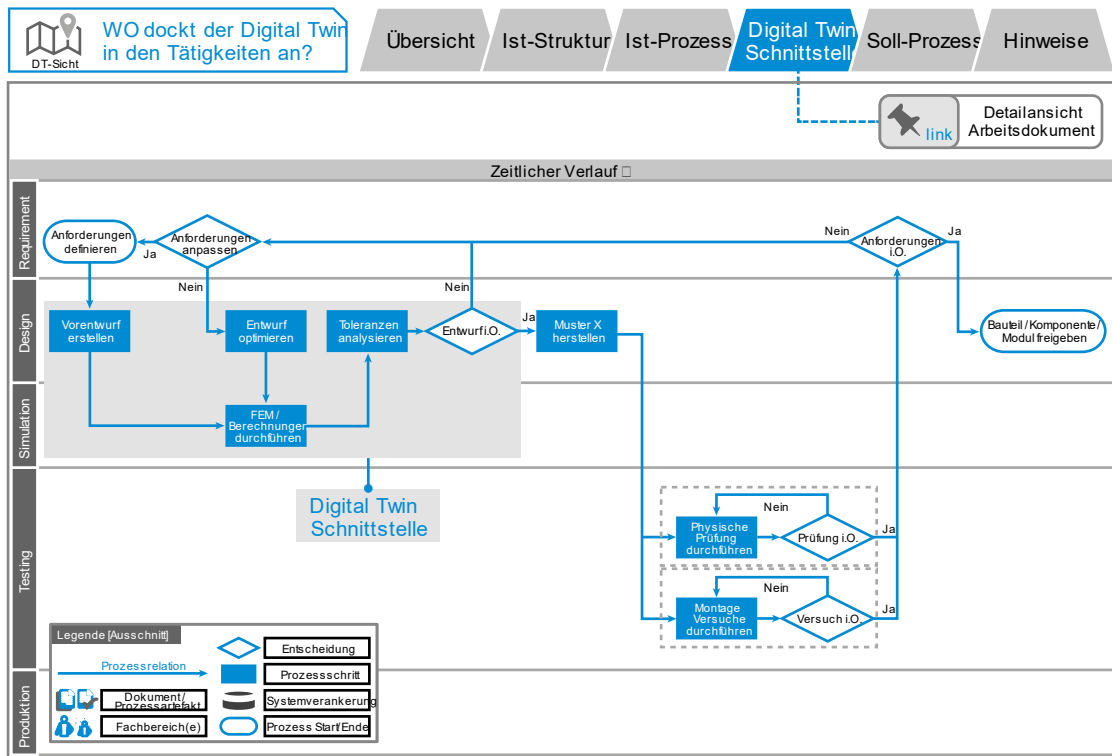 WO dockt der Digital Twin
in den Tätigkeiten an?
DT-Sicht
Übersicht
Ist-Struktur
Ist-Prozess
Digital Twin
Schnittstelle
Soll-Prozess
Hinweise
link
Detailansicht
Arbeitsdokument
Zeitlicher Verlauf
Requirement
Anforderungen
definieren
Ja
Anforderungen
anpassen
Nein
Nein
Anforderungen
i.O.
Ja
Design
Vorentwurf
erstellen
Entwurf
optimieren
Toleranzen
analysieren
Nein
Entwurf i.O.
Ja
Muster X
herstellen
Bauteil / Komponente /
Modul freigeben
Simulation
FEM /
Berechnungen
durchführen
Digital Twin
Schnittstelle
Testing
Nein
Physische
Prüfung
durchführen
Prüfung i.O.
Ja
Nein
Montage
Versuche
durchführen
Versuch i.O.
Ja
Legende [Ausschnitt]
Prozessrelation
Dokument/
Prozessartefakt
Fachbereich(e)
Entscheidung
Prozessschritt
Systemverankerung
Prozess Start/Ende
Produktion